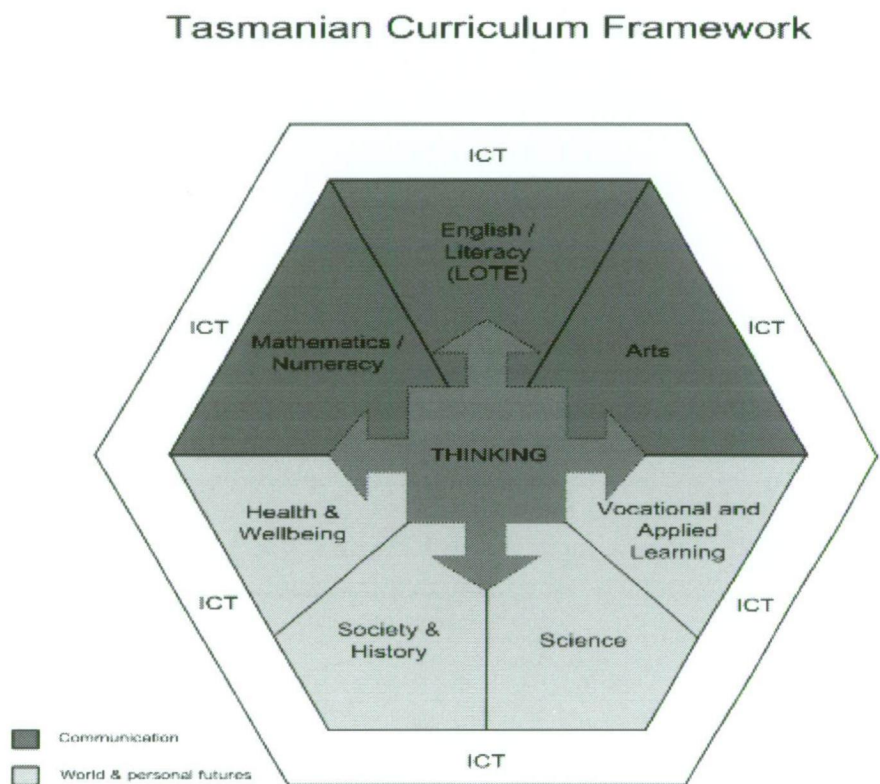 Tasmanian Curriculum Framework
ICT
English /
Literacy
(LOTE)
ICT
ICT
Mathematics /
Numeracy
Arts
THINKING
Health &
Wellbeing
Vocational and
Applied
Learning
ICT
ICT
Society &
History
Science
Communication
ICT
World & personal futures